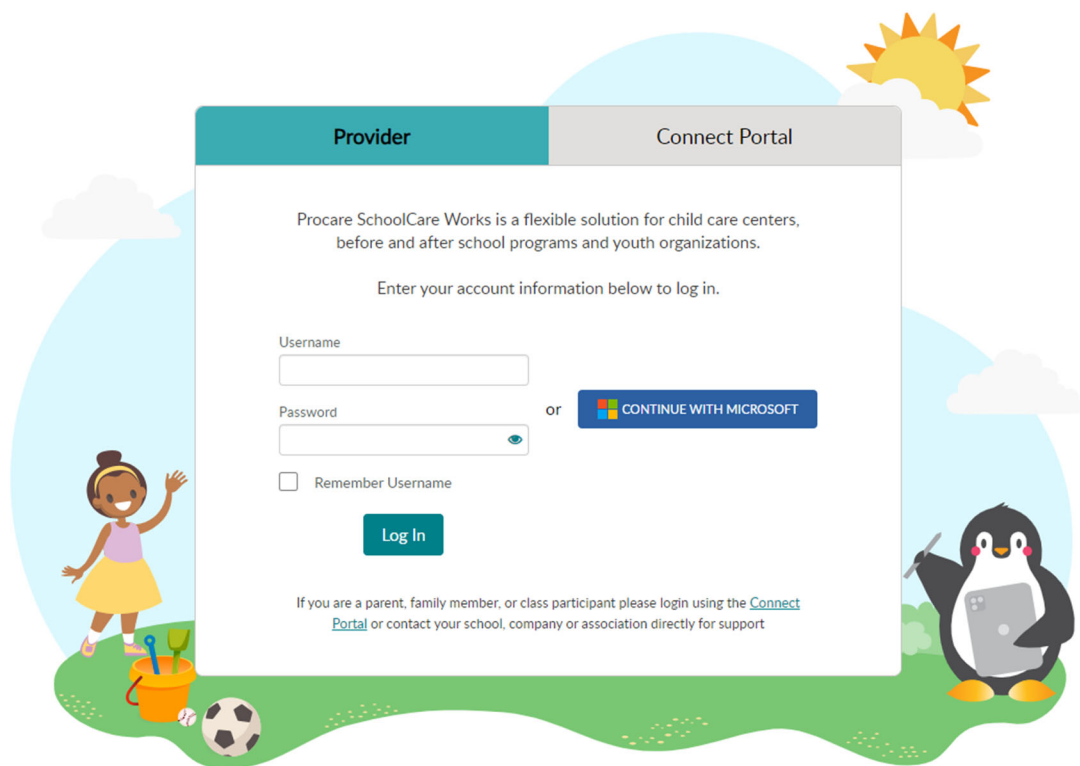 Provider
Connect Portal
Procare SchoolCare Works is a flexible solution for child care centers,
before and after school programs and youth organizations.
Enter your account information below to log in.
Username
Password
or
CONTINUE WITH MICROSOFT
Remember Username
Log In
If you are a parent, family member, or class participant please login using the Connect
Portal or contact your school, company or association directly for support